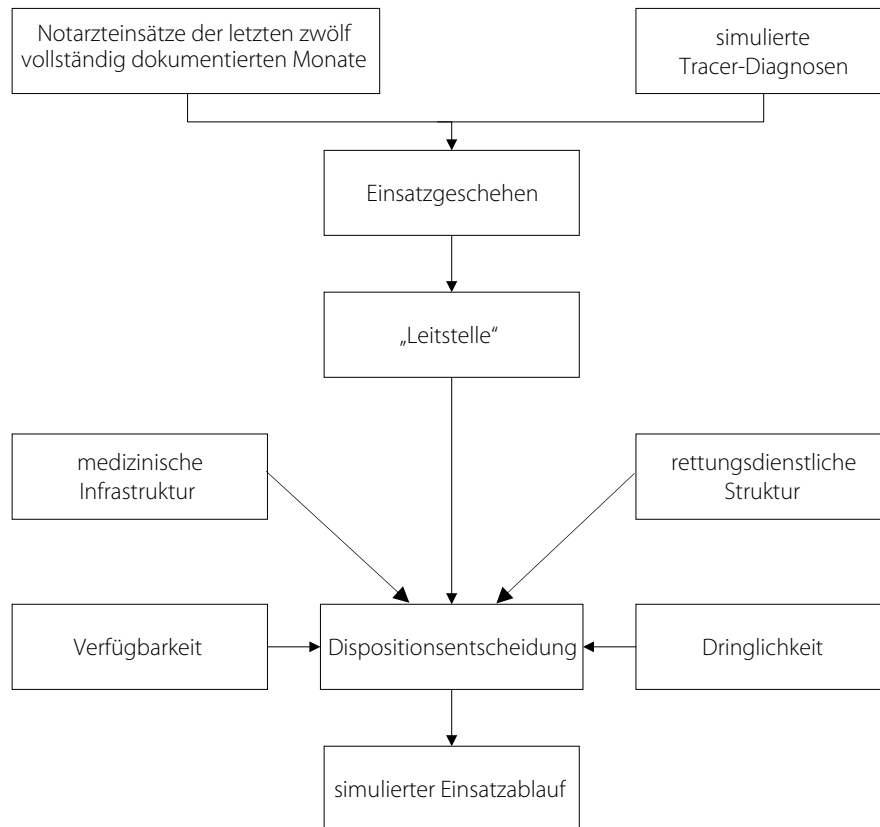 Notarzteinsätze der letzten zwölf
vollständig dokumentierten Monate
simulierte
Tracer-Diagnosen
Einsatzgeschehen
„Leitstelle“
medizinische
Infrastruktur
rettungsdienstliche
Struktur
Verfügbarkeit
Dispositionsentscheidung
Dringlichkeit
simulierter Einsatzablauf